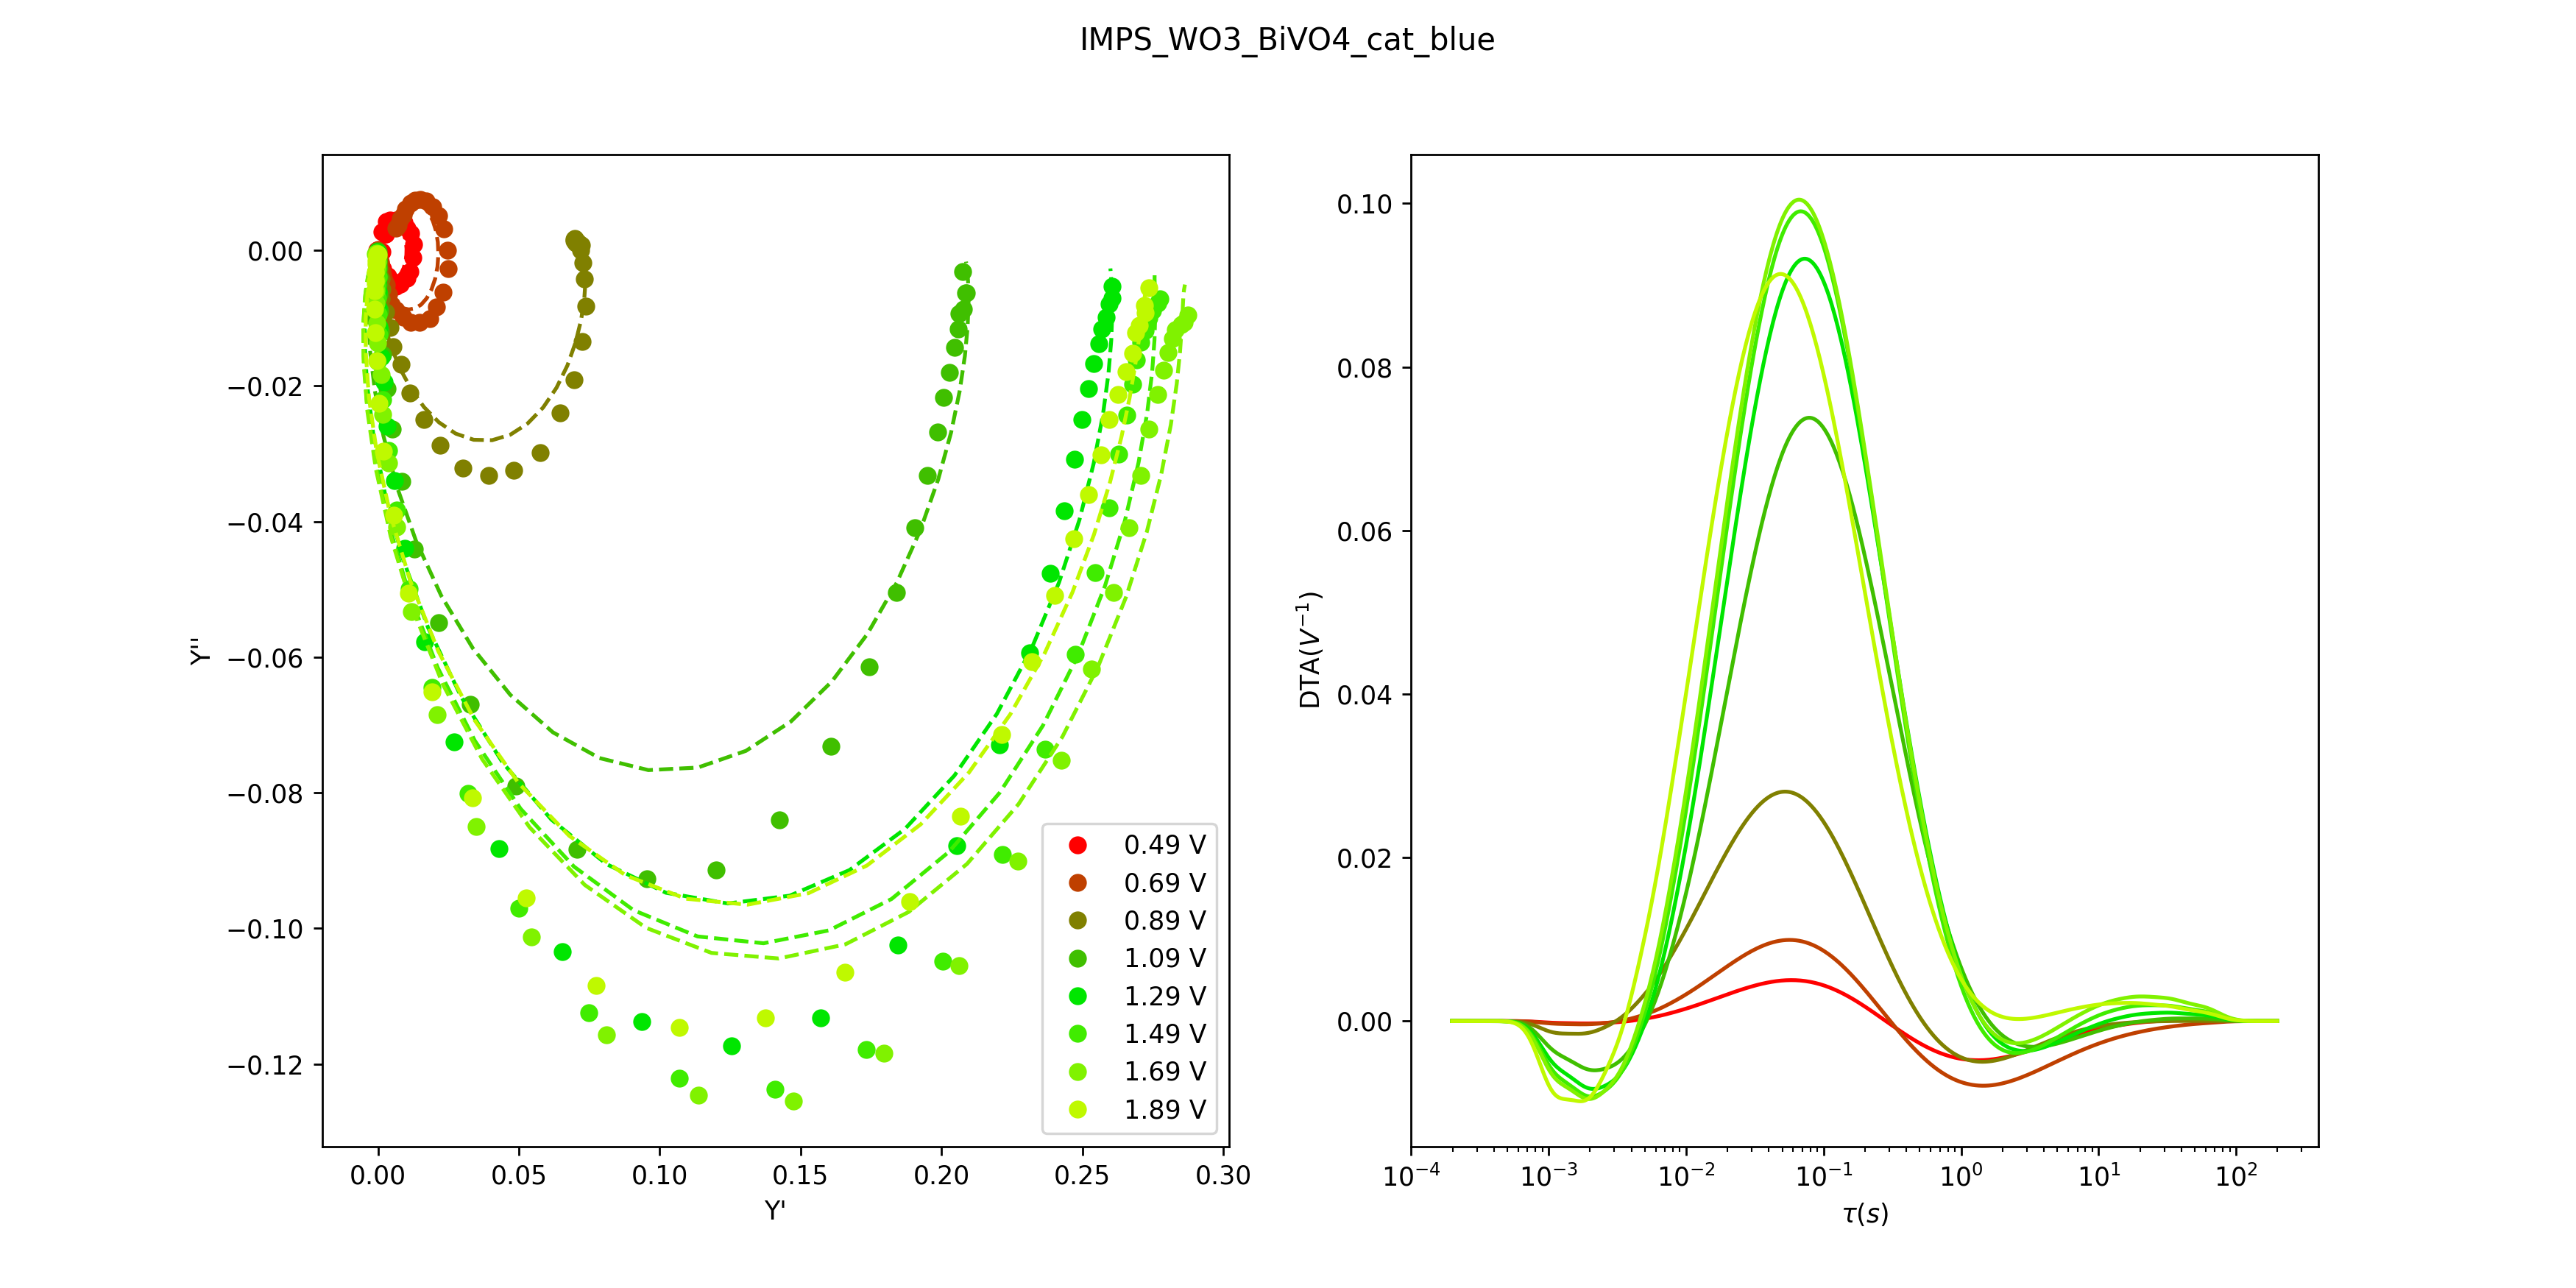 IMPS_WO3_BiVO4_cat_blue
0.00
−0.02
−0.04
−0.06
−0.08
−0.10
−0.12
Y''
0.00 0.05 0.10 0.15 0.20 0.25 0.30
Y'
0.49 V
0.69 V
0.89 V
1.09 V
1.29 V
1.49 V
1.69 V
1.89 V
0.10
0.08
0.06
0.04
0.02
0.00
DTA(V⁻¹)
10⁻⁴ 10⁻³ 10⁻² 10⁻¹ 10⁰ 10¹ 10²
τ(s)